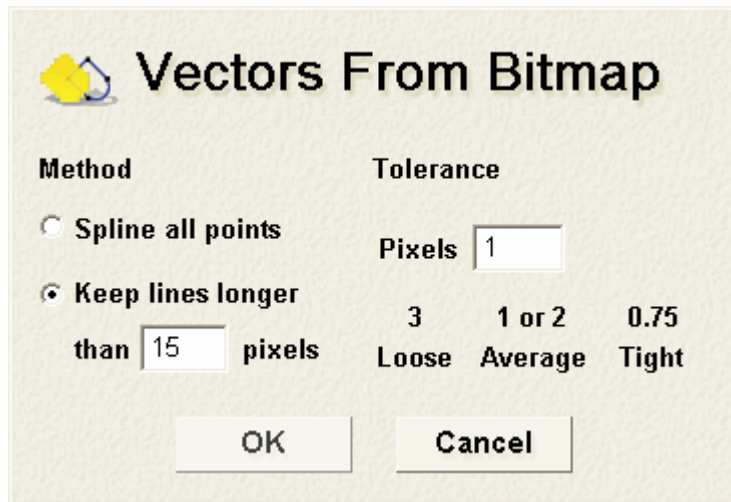 Vectors From Bitmap
Method
Spline all points
Keep lines longer
than 15 pixels
Tolerance
Pixels 1
3 1 or 2 0.75
Loose Average Tight
OK Cancel